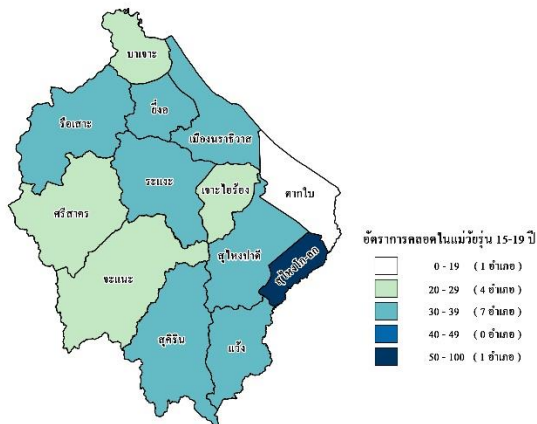 บาเจาะ
รือเสาะ
ยี่งอ
เมืองนราธิวาส
ระแงะ
เจาะไอร้อง
ตากใบ
ศรีสาคร
สุไหงปาดี
สุไหงโก-ลก
จะแนะ
สุคิริน
แว้ง
อัตราการคลอดในแม่วัยรุ่น 15-19 ปี
0 - 19 (1 อำเภอ)
20 - 29 (4 อำเภอ)
30 - 39 (7 อำเภอ)
40 - 49 (0 อำเภอ)
50 - 100 (1 อำเภอ)